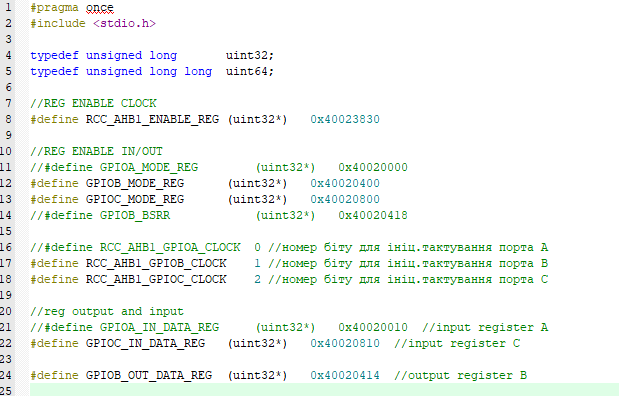 1 #pragma once
2 #include <stdio.h>
3
4 typedef unsigned long uint32;
5 typedef unsigned long long uint64;
6
7 //REG ENABLE CLOCK
8 #define RCC_AHB1_ENABLE_REG (uint32*) 0x40023830
9
10 //REG ENABLE IN/OUT
11 //#define GPIOA_MODE_REG (uint32*) 0x40020000
12 #define GPIOB_MODE_REG (uint32*) 0x40020400
13 #define GPIOC_MODE_REG (uint32*) 0x40020800
14 //#define GPIOB_BSRR (uint32*) 0x40020418
15
16 //#define RCC_AHB1_GPIOA_CLOCK 0 //номер біту для ініц.тактування порта A
17 #define RCC_AHB1_GPIOB_CLOCK 1 //номер біту для ініц.тактування порта B
18 #define RCC_AHB1_GPIOC_CLOCK 2 //номер біту для ініц.тактування порта C
19
20 //reg output and input
21 //#define GPIOA_IN_DATA_REG (uint32*) 0x40020010 //input register A
22 #define GPIOC_IN_DATA_REG (uint32*) 0x40020810 //input register C
23
24 #define GPIOB_OUT_DATA_REG (uint32*) 0x40020414 //output register B
25